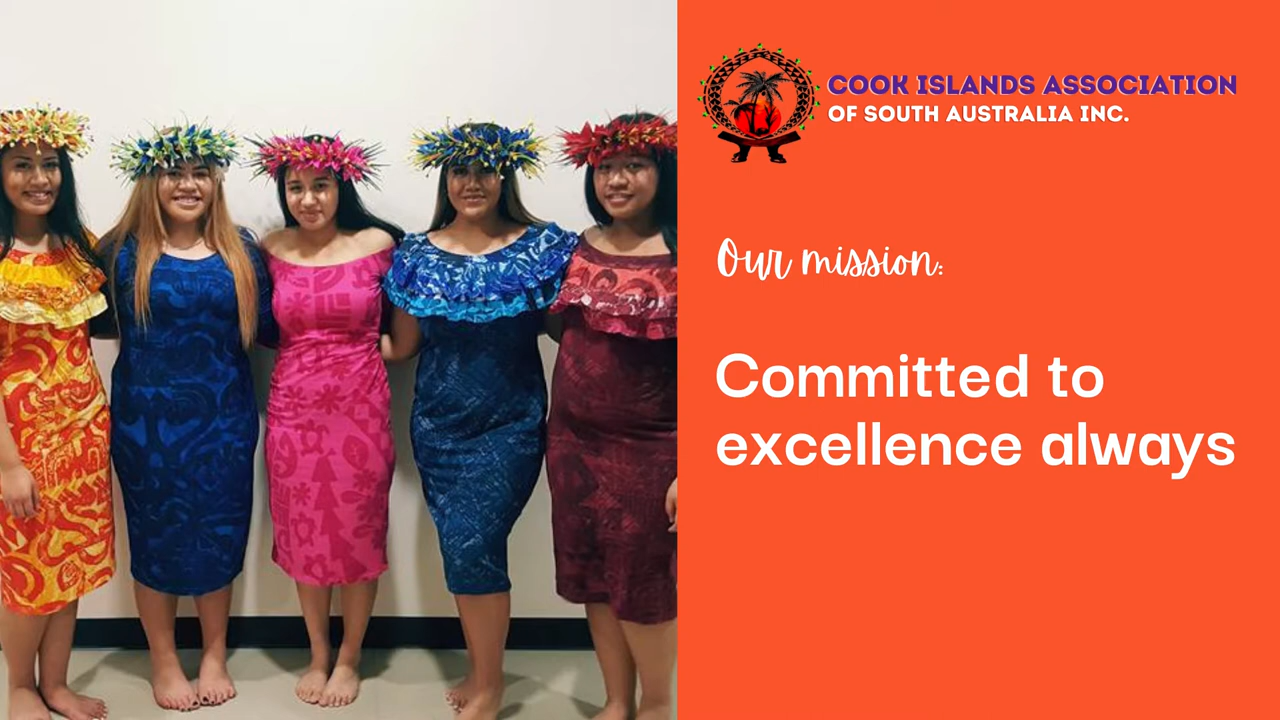 COOK ISLANDS ASSOCIATION
OF SOUTH AUSTRALIA INC.
Our mission:
Committed to
excellence always